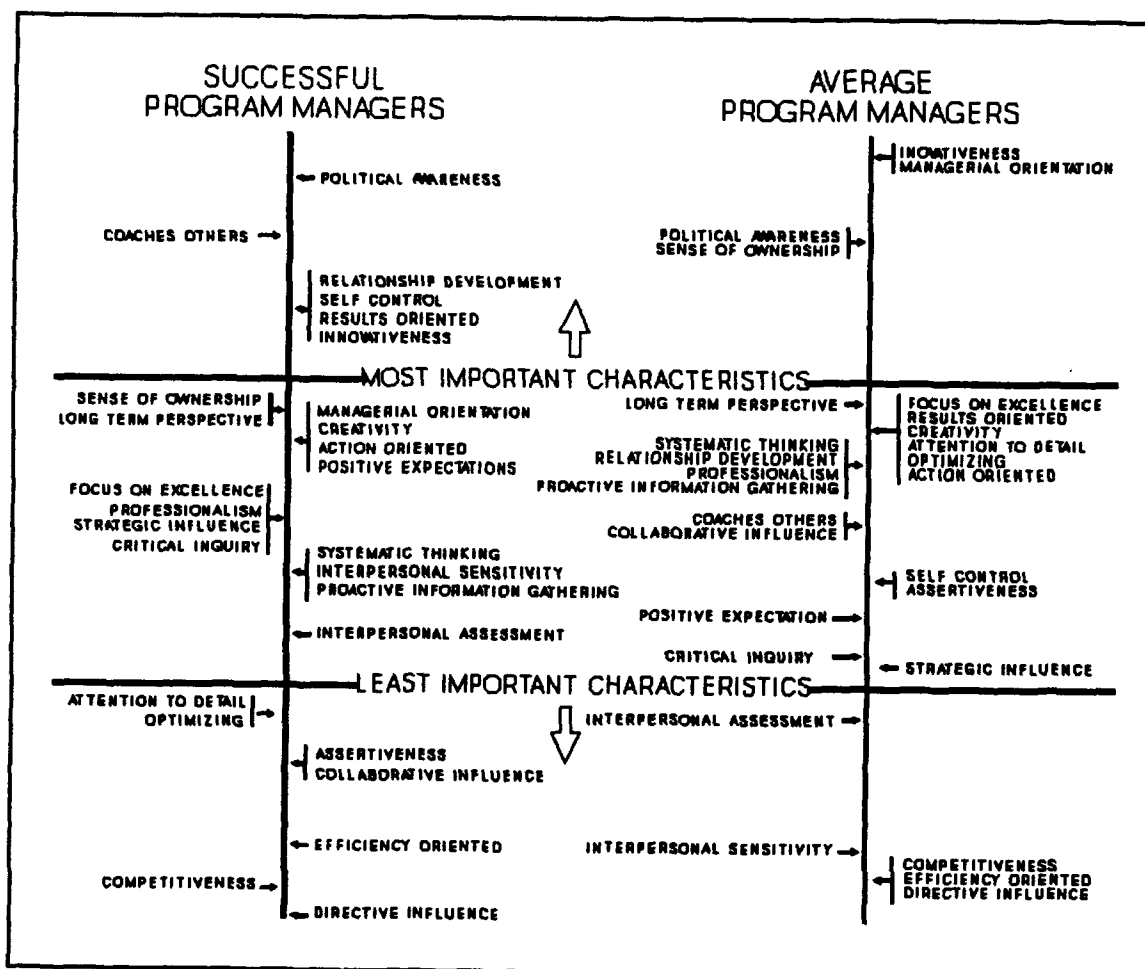 SUCCESSFUL
PROGRAM MANAGERS
POLITICAL AWARENESS
COACHES OTHERS
RELATIONSHIP DEVELOPMENT
SELF CONTROL
RESULTS ORIENTED
INNOVATIVENESS
AVERAGE
PROGRAM MANAGERS
INOVATIVENESS
MANAGERIAL ORIENTATION
POLITICAL AWARENESS
SENSE OF OWNERSHIP
MOST IMPORTANT CHARACTERISTICS
SENSE OF OWNERSHIP
LONG TERM PERSPECTIVE
MANAGERIAL ORIENTATION
CREATIVITY
ACTION ORIENTED
POSITIVE EXPECTATIONS
FOCUS ON EXCELLENCE
PROFESSIONALISM
STRATEGIC INFLUENCE
CRITICAL INQUIRY
SYSTEMATIC THINKING
INTERPERSONAL SENSITIVITY
PROACTIVE INFORMATION GATHERING
INTERPERSONAL ASSESSMENT
LONG TERM PERSPECTIVE
FOCUS ON EXCELLENCE
RESULTS ORIENTED
CREATIVITY
ATTENTION TO DETAIL
OPTIMIZING
ACTION ORIENTED
SYSTEMATIC THINKING
RELATIONSHIP DEVELOPMENT
PROFESSIONALISM
PROACTIVE INFORMATION GATHERING
COACHES OTHERS
COLLABORATIVE INFLUENCE
SELF CONTROL
ASSERTIVENESS
POSITIVE EXPECTATION
CRITICAL INQUIRY
STRATEGIC INFLUENCE
LEAST IMPORTANT CHARACTERISTICS
ATTENTION TO DETAIL
OPTIMIZING
ASSERTIVENESS
COLLABORATIVE INFLUENCE
EFFICIENCY ORIENTED
COMPETITIVENESS
DIRECTIVE INFLUENCE
INTERPERSONAL ASSESSMENT
INTERPERSONAL SENSITIVITY
COMPETITIVENESS
EFFICIENCY ORIENTED
DIRECTIVE INFLUENCE